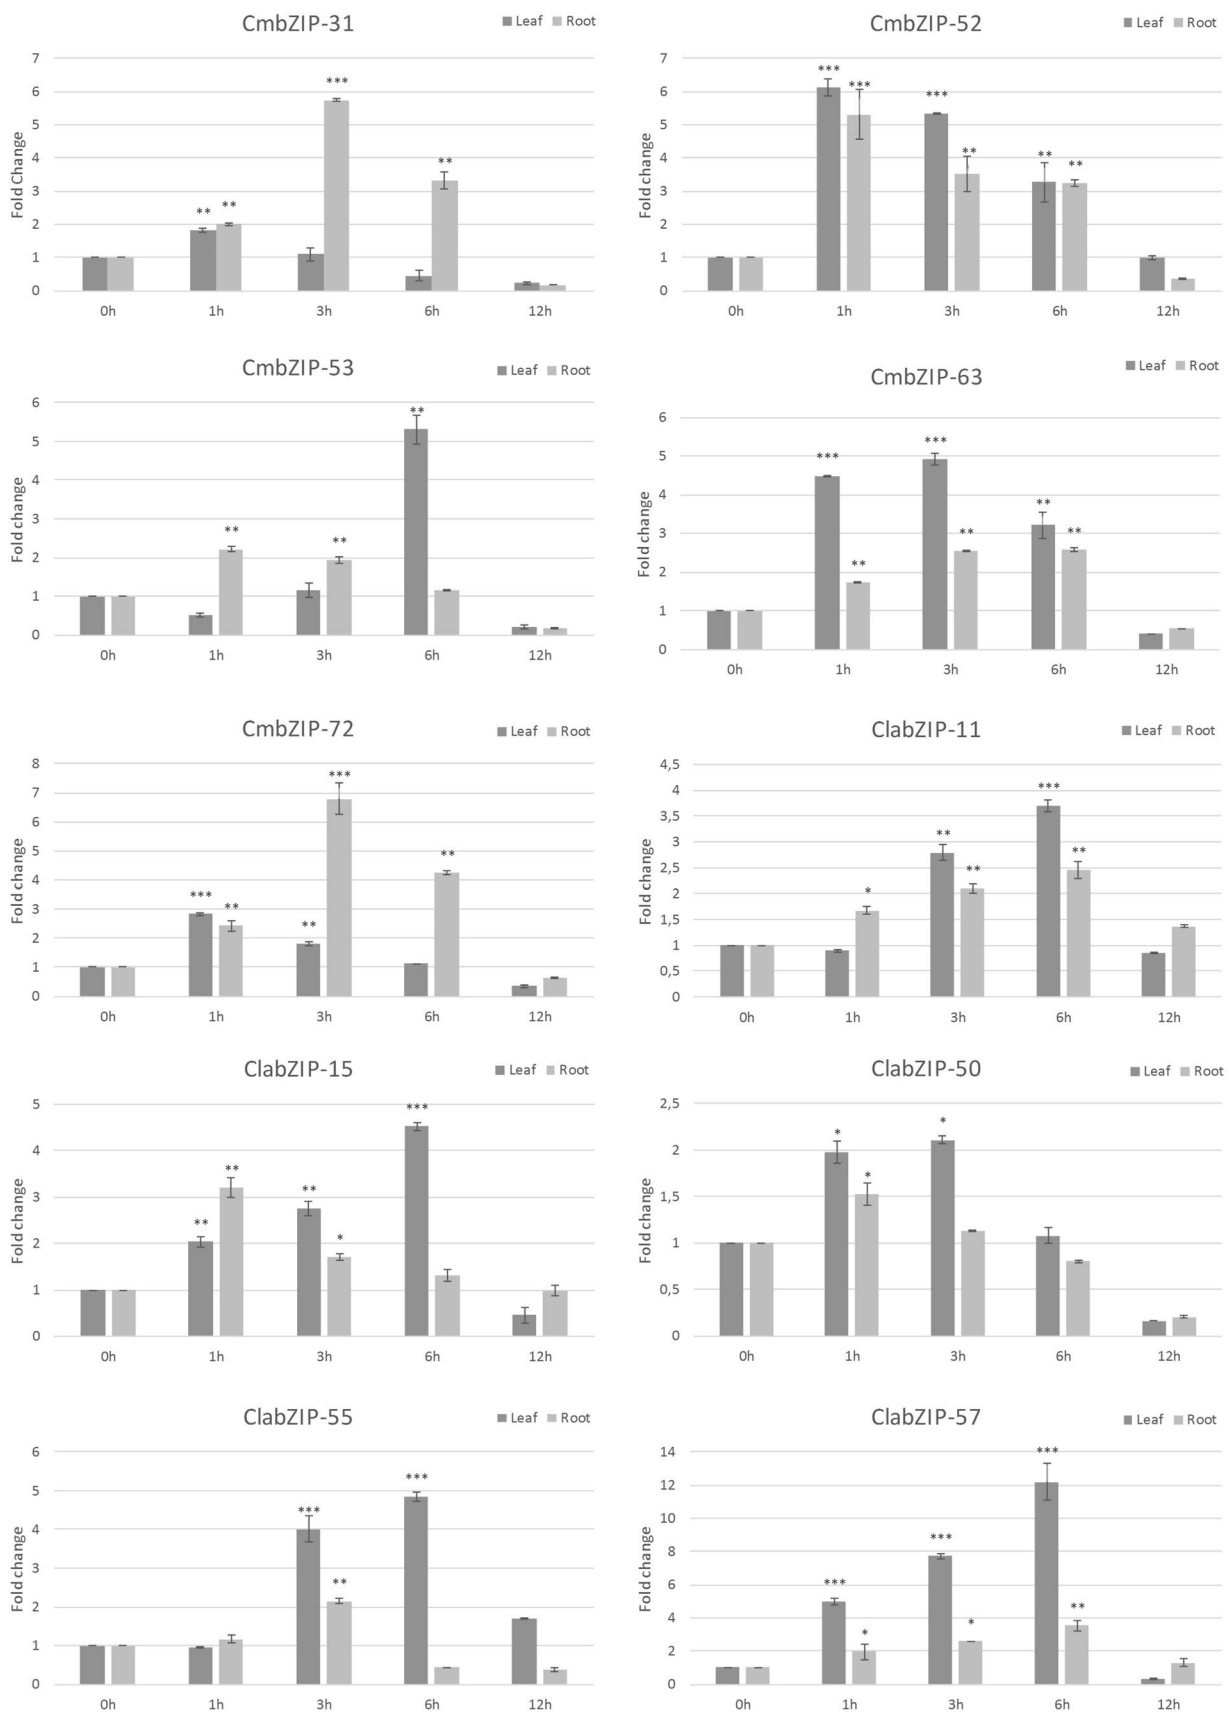 CmbZIP-31
Leaf Root
Fold Change
7
6
5
4
3
2
1
0
** ** *** **
0h 1h 3h 6h 12h
CmbZIP-52
Leaf Root
Fold change
7
6
5
4
3
2
1
0
*** *** *** ** ** **
0h 1h 3h 6h 12h
CmbZIP-53
Leaf Root
Fold change
6
5
4
3
2
1
0
** ** **
0h 1h 3h 6h 12h
CmbZIP-63
Leaf Root
Fold change
6
5
4
3
2
1
0
*** ** *** ** ** **
0h 1h 3h 6h 12h
CmbZIP-72
Leaf Root
Fold change
8
7
6
5
4
3
2
1
0
*** ** ** *** **
0h 1h 3h 6h 12h
ClabZIP-11
Leaf Root
Fold change
4,5
4
3,5
3
2,5
2
1,5
1
0,5
0
* ** ** *** **
0h 1h 3h 6h 12h
ClabZIP-15
Leaf Root
Fold change
5
4
3
2
1
0
** ** ** * ***
0h 1h 3h 6h 12h
ClabZIP-50
Leaf Root
Fold change
2,5
2
1,5
1
0,5
0
* * *
0h 1h 3h 6h 12h
ClabZIP-55
Leaf Root
Fold change
6
5
4
3
2
1
0
*** ** ***
0h 1h 3h 6h 12h
ClabZIP-57
Leaf Root
Fold change
14
12
10
8
6
4
2
0
*** * *** * *** **
0h 1h 3h 6h 12h